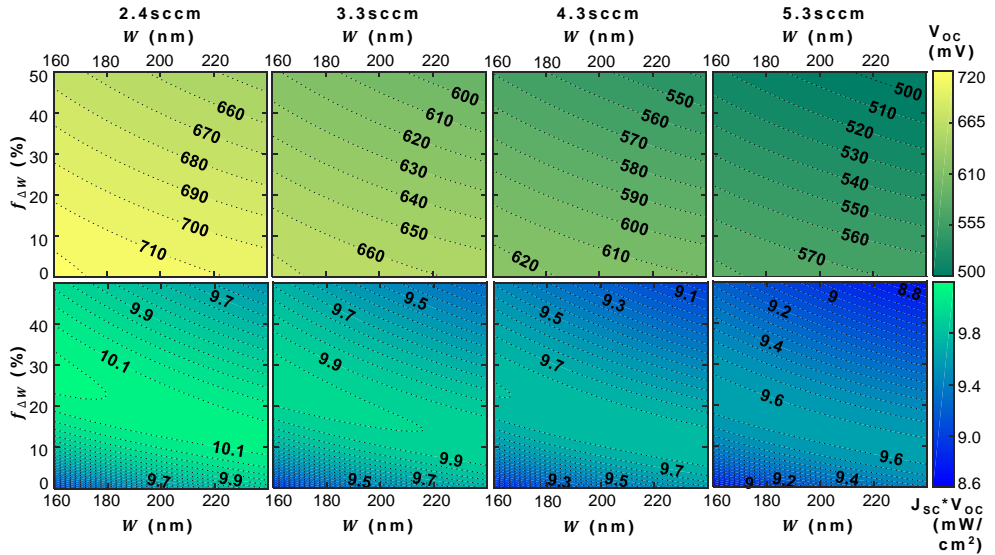 2.4sccm 3.3sccm 4.3sccm 5.3sccm
W (nm) W (nm) W (nm) W (nm) V_OC
(mV)
160 180 200 220 160 180 200 220 160 180 200 220 160 180 200 220
50 40 30 20 10 0
f_ΔW (%)
660 670 680 690 700 710
600 610 620 630 640 650 660
550 560 570 580 590 600 610 620
500 510 520 530 540 550 560 570
720 665 610 555 500
40 30 20 10 0
f_ΔW (%)
9.7 9.9 10.1 10.1 9.7 9.9
9.5 9.7 9.9 9.9 9.5 9.7
9.1 9.3 9.5 9.7 9.7 9.3 9.5
8.8 9 9.2 9.4 9.6 9.6 9 9.2 9.4
9.8 9.4 9.0 8.6
160 180 200 220 160 180 200 220 160 180 200 220 160 180 200 220
W (nm) W (nm) W (nm) W (nm) J_SC*V_OC
(mW/
cm²)